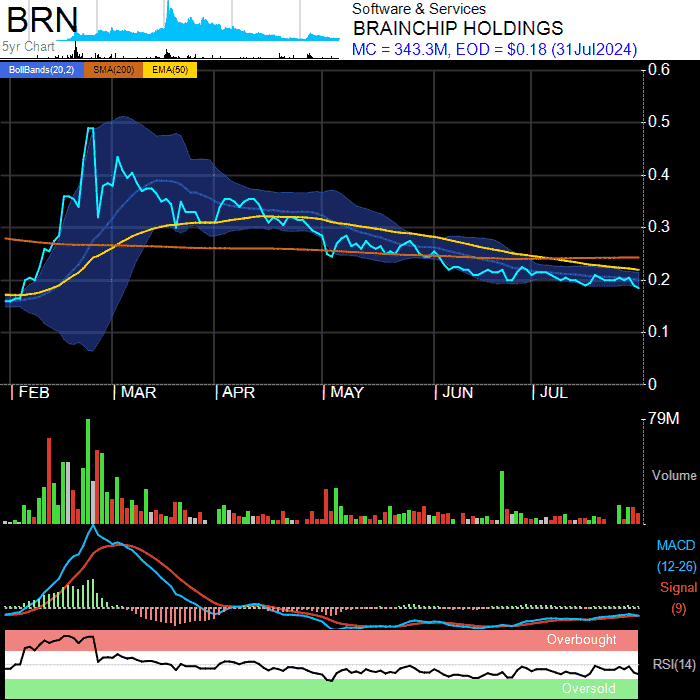 BRN
5yr Chart
Software & Services
BRAINCHIP HOLDINGS
MC = 343.3M, EOD = $0.18 (31Jul2024)
BollBands(20,2) SMA(200) EMA(50)
0.6
0.5
0.4
0.3
0.2
0.1
0
FEB MAR APR MAY JUN JUL
79M
Volume
MACD
(12-26)
Signal
(9)
Overbought
RSI(14)
Oversold